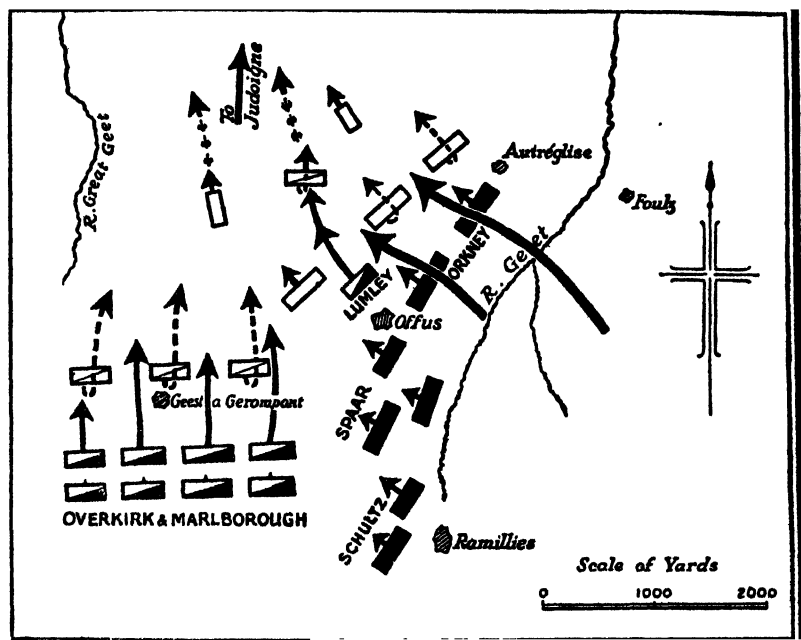 To
Judoigne
R. Great Geet
Autréglise
Foulz
ORKNEY
R. Geet
LUMLEY
Offus
Geest a Gerompont
SPAAR
OVERKIRK & MARLBOROUGH
SCHULTZ
Ramillies
Scale of Yards
0 1000 2000